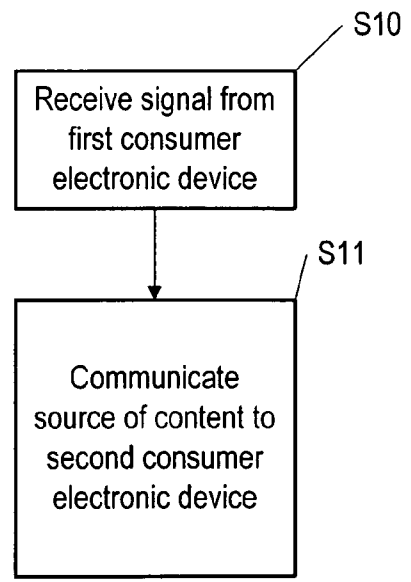 S10
Receive signal from
first consumer
electronic device
S11
Communicate
source of content to
second consumer
electronic device